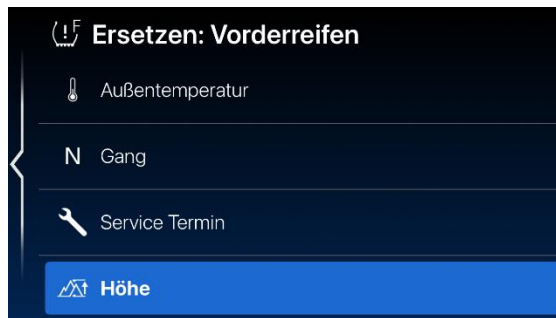 F Ersetzen: Vorderreifen
Außentemperatur
N Gang
Service Termin
Höhe